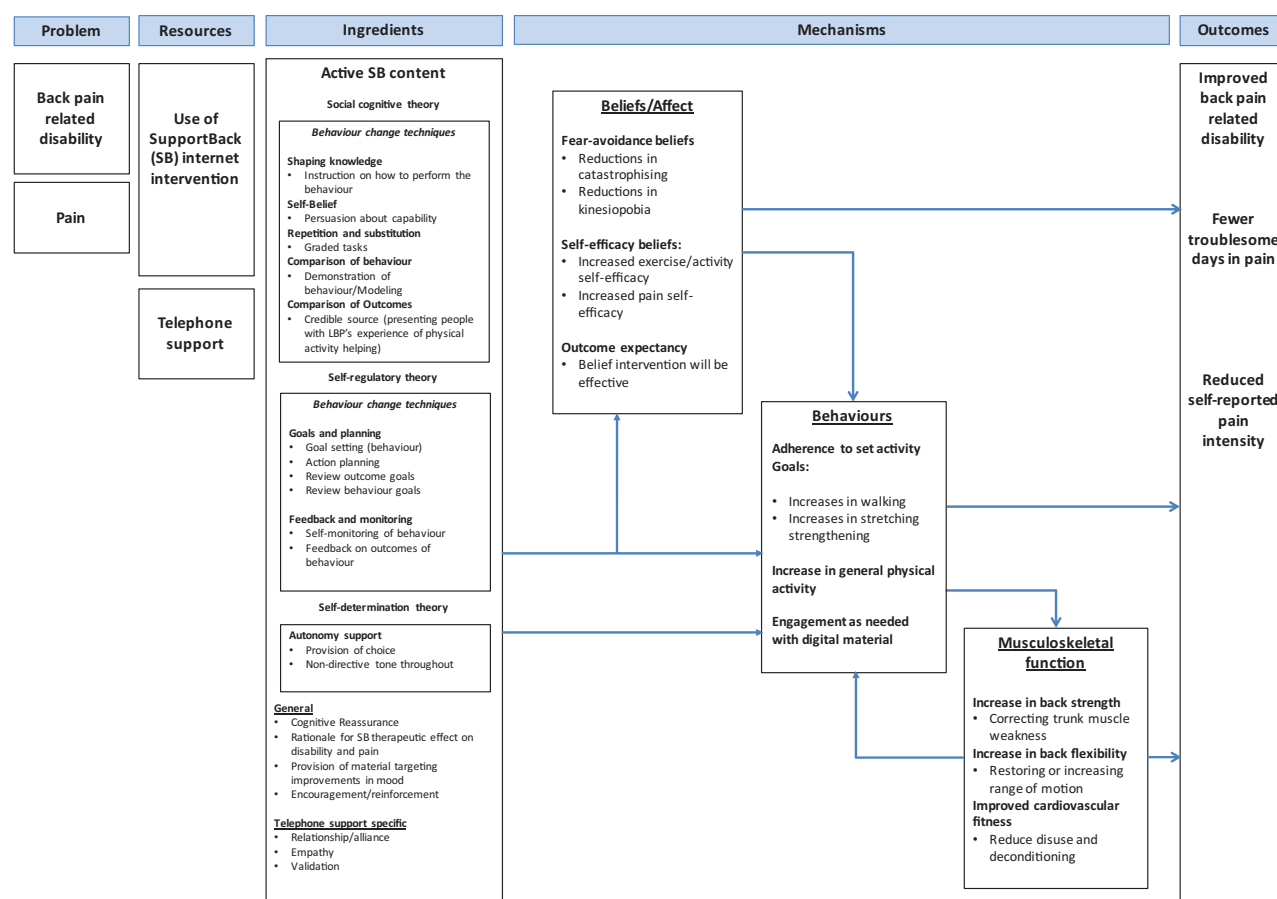 Problem
Resources
Ingredients
Mechanisms
Outcomes
Back pain
related
disability
Pain
Use of
SupportBack
(SB) internet
intervention
Telephone
support
Active SB content
Social cognitive theory
Behaviour change techniques
Shaping knowledge
• Instruction on how to perform the
behaviour
Self-Belief
• Persuasion about capability
Repetition and substitution
• Graded tasks
Comparison of behaviour
• Demonstration of
behaviour/Modeling
Comparison of Outcomes
• Credible source (presenting people
with LBP's experience of physical
activity helping)
Self-regulatory theory
Behaviour change techniques
Goals and planning
• Goal setting (behaviour)
• Action planning
• Review outcome goals
• Review behaviour goals
Feedback and monitoring
• Self-monitoring of behaviour
• Feedback on outcomes of
behaviour
Self-determination theory
Autonomy support
• Provision of choice
• Non-directive tone throughout
General
• Cognitive Reassurance
• Rationale for SB therapeutic effect on
disability and pain
• Provision of material targeting
improvements in mood
• Encouragement/reinforcement
Telephone support specific
• Relationship/alliance
• Empathy
• Validation
Beliefs/Affect
Fear-avoidance beliefs
• Reductions in
catastrophising
• Reductions in
kinesiopobia
Self-efficacy beliefs:
• Increased exercise/activity
self-efficacy
• Increased pain self-
efficacy
Outcome expectancy
• Belief intervention will be
effective
Behaviours
Adherence to set activity
Goals:
• Increases in walking
• Increases in stretching
strengthening
Increase in general physical
activity
Engagement as needed
with digital material
Musculoskeletal
function
Increase in back strength
• Correcting trunk muscle
weakness
Increase in back flexibility
• Restoring or increasing
range of motion
Improved cardiovascular
fitness
• Reduce disuse and
deconditioning
Improved
back pain
related
disability
Fewer
troublesome
days in pain
Reduced
self-reported
pain
intensity